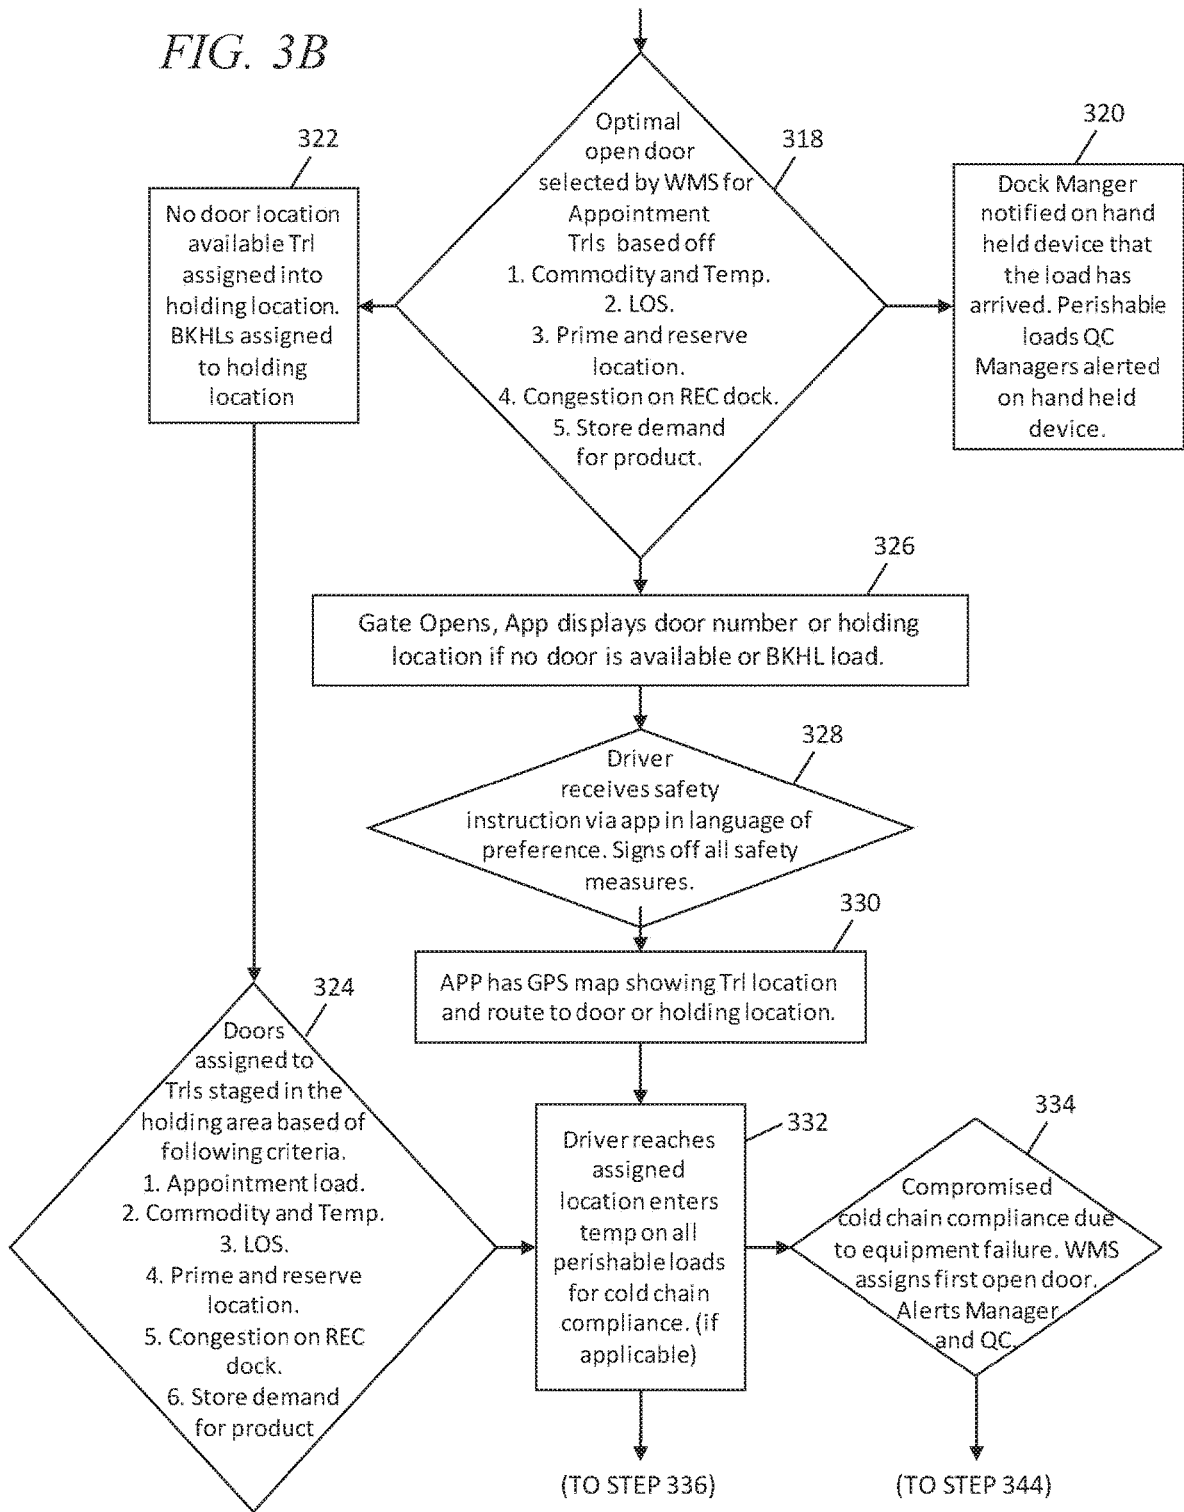 FIG. 3B
322
No door location
available Trl
assigned into
holding location.
BKHLs assigned
to holding
location
318
Optimal
open door
selected by WMS for
Appointment
Trls based off
1. Commodity and Temp.
2. LOS.
3. Prime and reserve
location.
4. Congestion on REC dock.
5. Store demand
for product.
320
Dock Manger
notified on hand
held device that
the load has
arrived. Perishable
loads QC
Managers alerted
on hand held
device.
326
Gate Opens, App displays door number or holding
location if no door is available or BKHL load.
328
Driver
receives safety
instruction via app in language of
preference. Signs off all safety
measures.
330
APP has GPS map showing Trl location
and route to door or holding location.
324
Doors
assigned to
Trls staged in the
holding area based of
following criteria.
1. Appointment load.
2. Commodity and Temp.
3. LOS.
4. Prime and reserve
location.
5. Congestion on REC
dock.
6. Store demand
for product
332
Driver reaches
assigned
location enters
temp on all
perishable loads
for cold chain
compliance. (if
applicable)
334
Compromised
cold chain compliance due
to equipment failure. WMS
assigns first open door.
Alerts Manager
and QC.
(TO STEP 336)
(TO STEP 344)